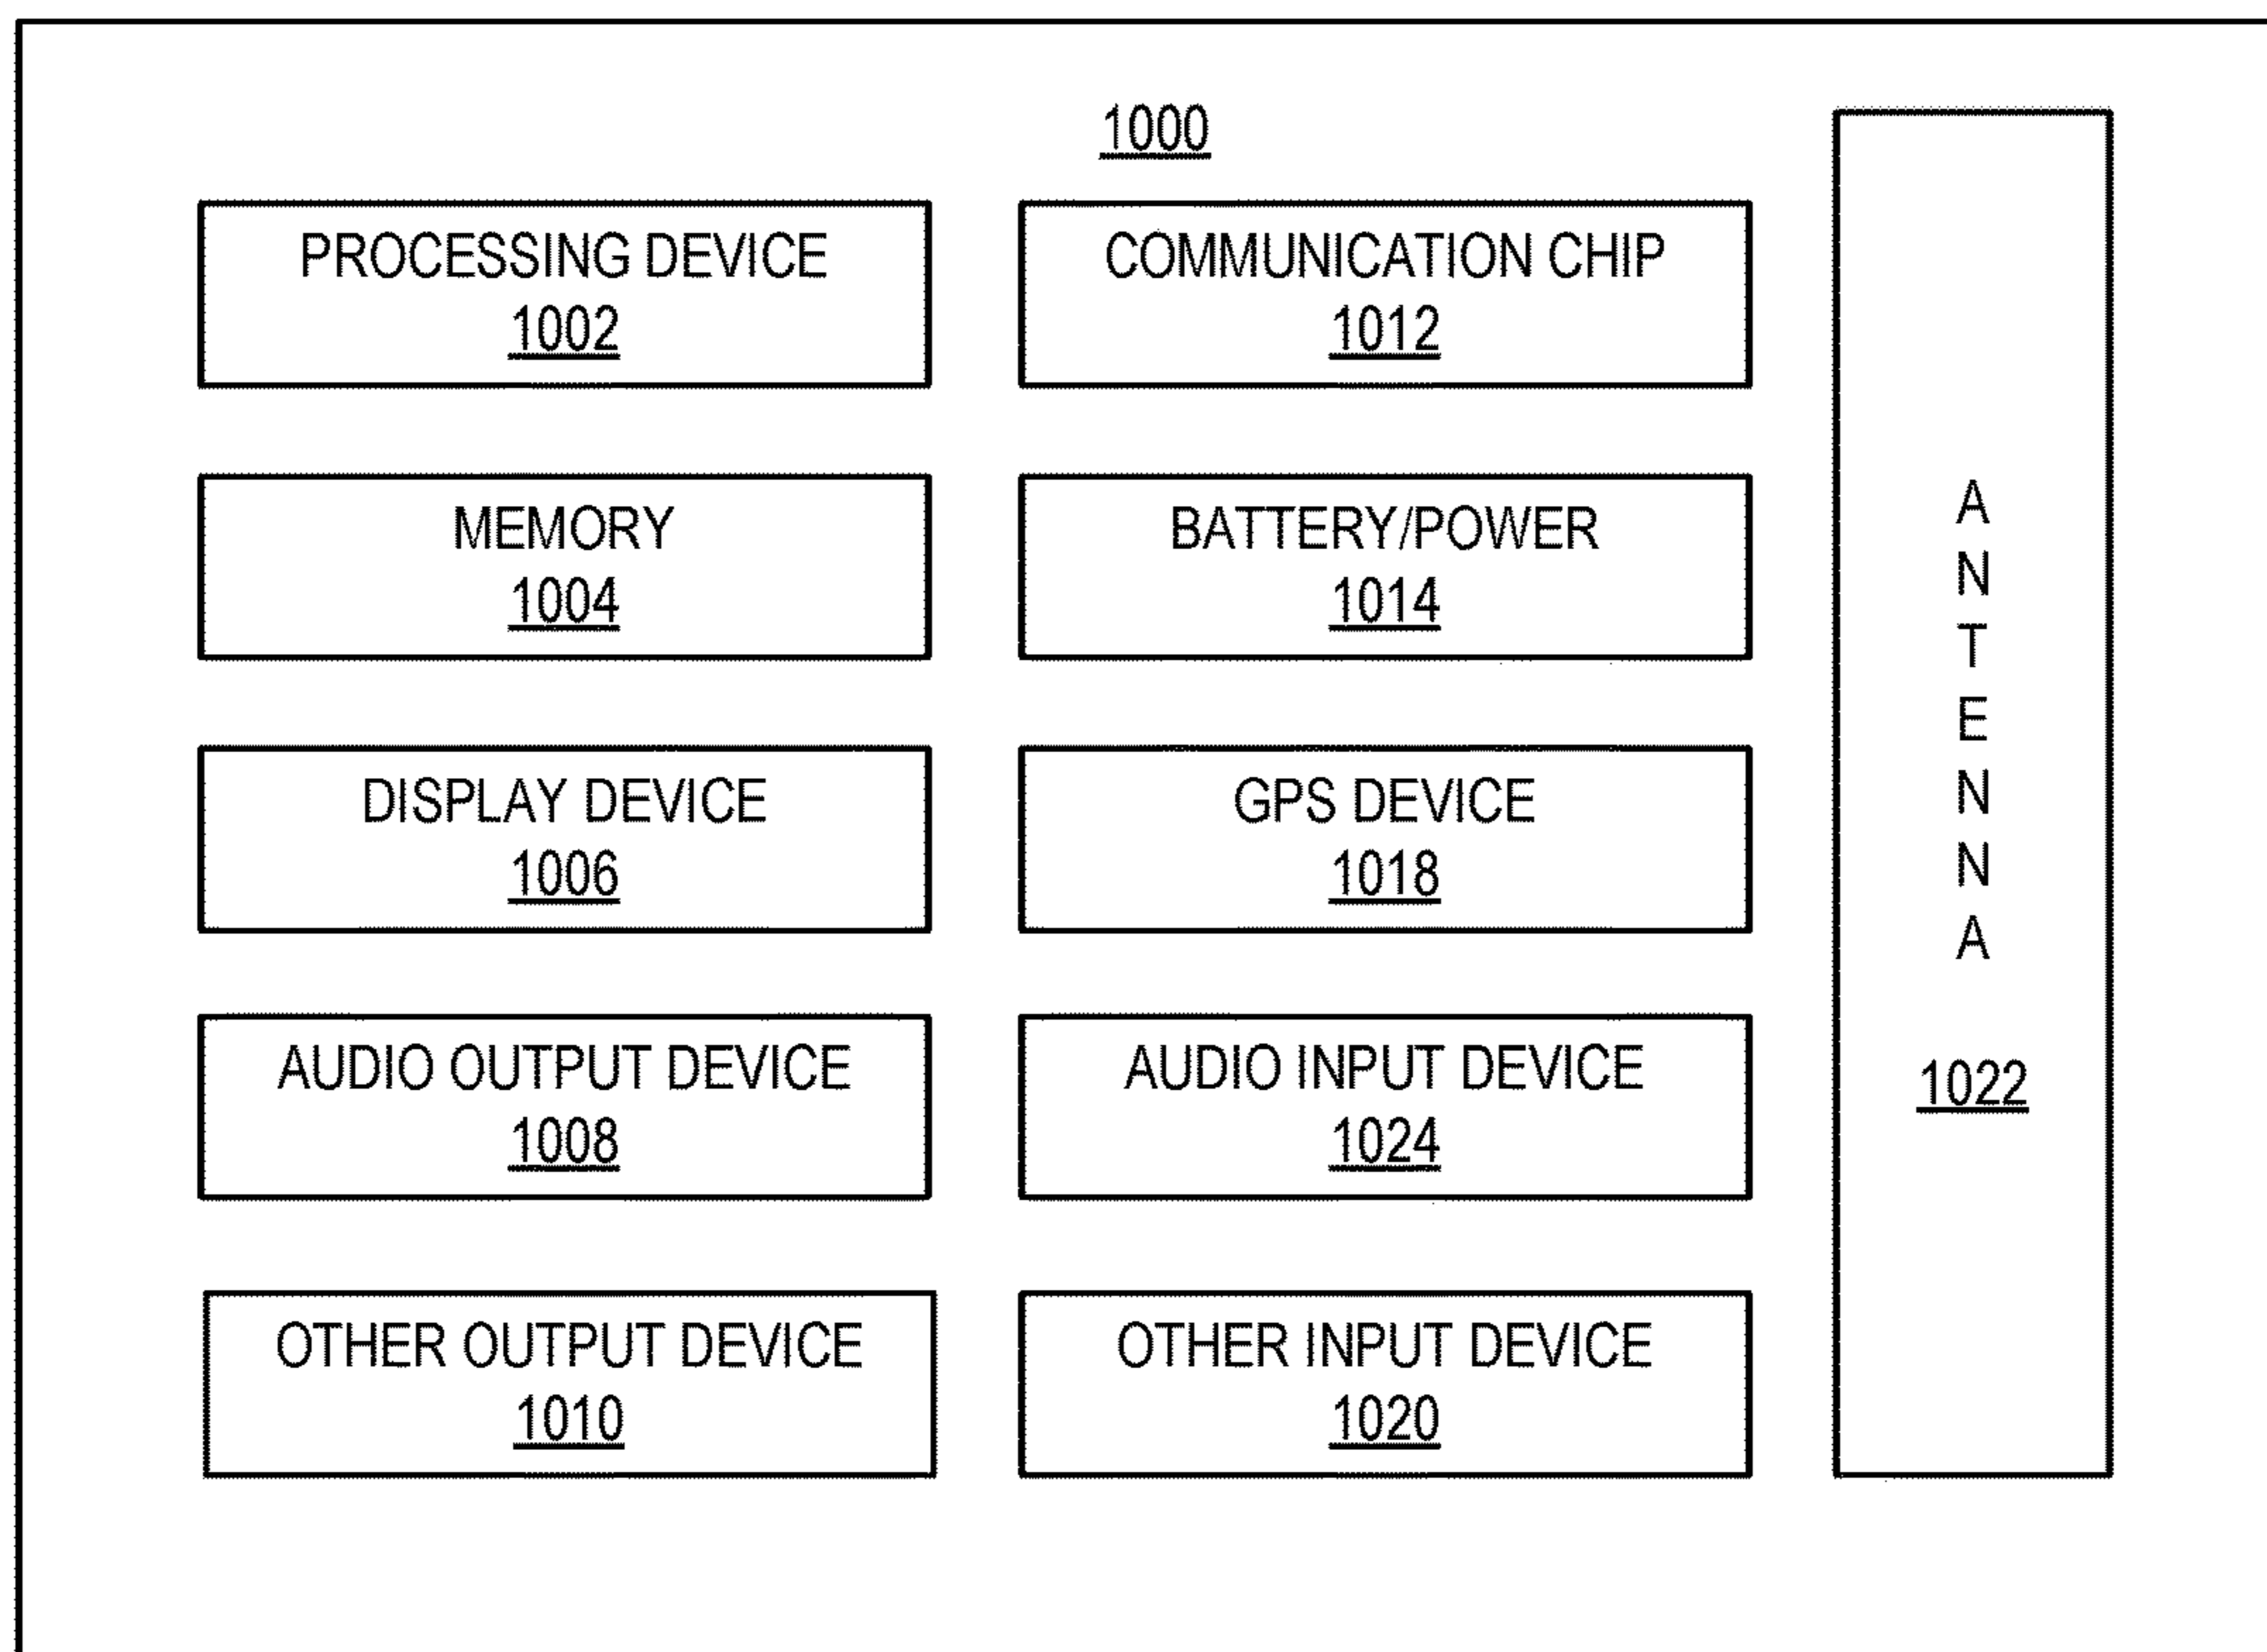 1000
PROCESSING DEVICE
1002
COMMUNICATION CHIP
1012
MEMORY
1004
BATTERY/POWER
1014
DISPLAY DEVICE
1006
GPS DEVICE
1018
AUDIO OUTPUT DEVICE
1008
AUDIO INPUT DEVICE
1024
OTHER OUTPUT DEVICE
1010
OTHER INPUT DEVICE
1020
ANTENNA
1022